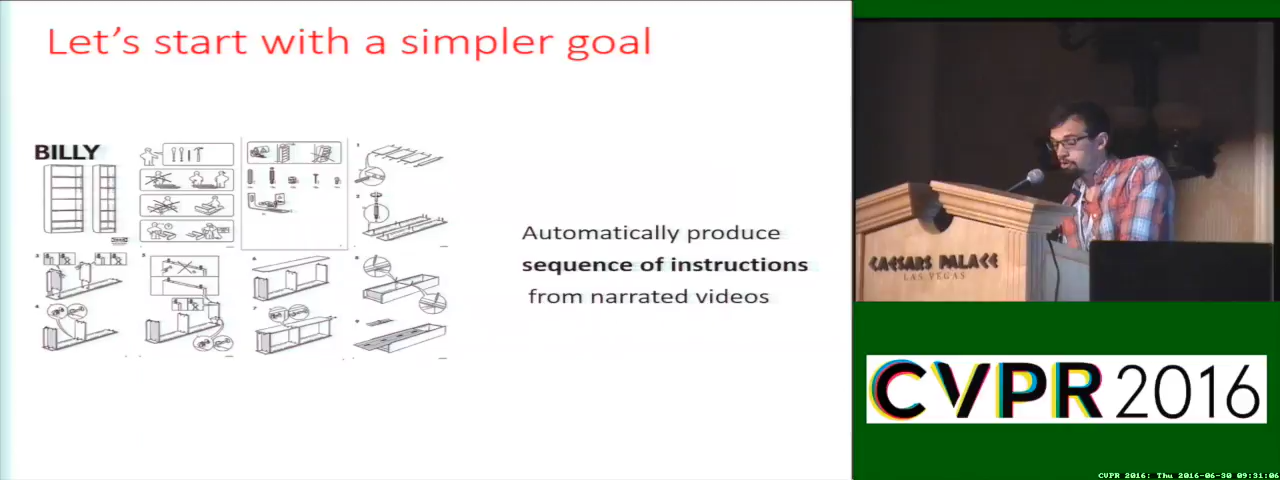 Let's start with a simpler goal
BILLY
Automatically produce
sequence of instructions
from narrated videos
CAESARS PALACE
LAS VEGAS
CVPR 2016
CVPR 2016: Thu 2016-06-30 09:31:06